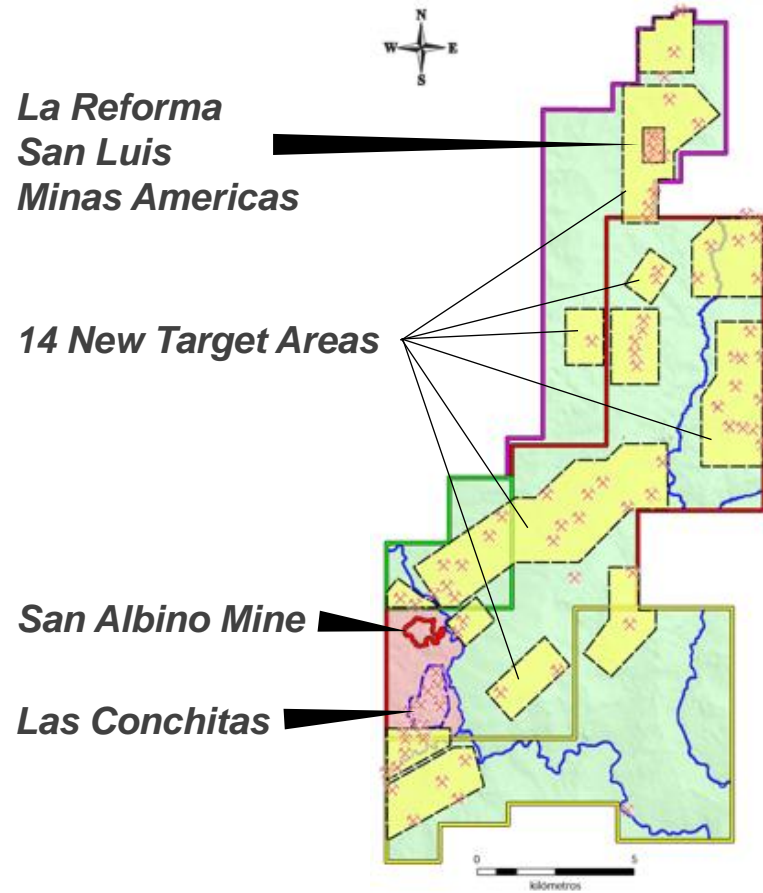 N
W E
S
La Reforma
San Luis
Minas Americas
14 New Target Areas
San Albino Mine
Las Conchitas
0 5
kilómetros